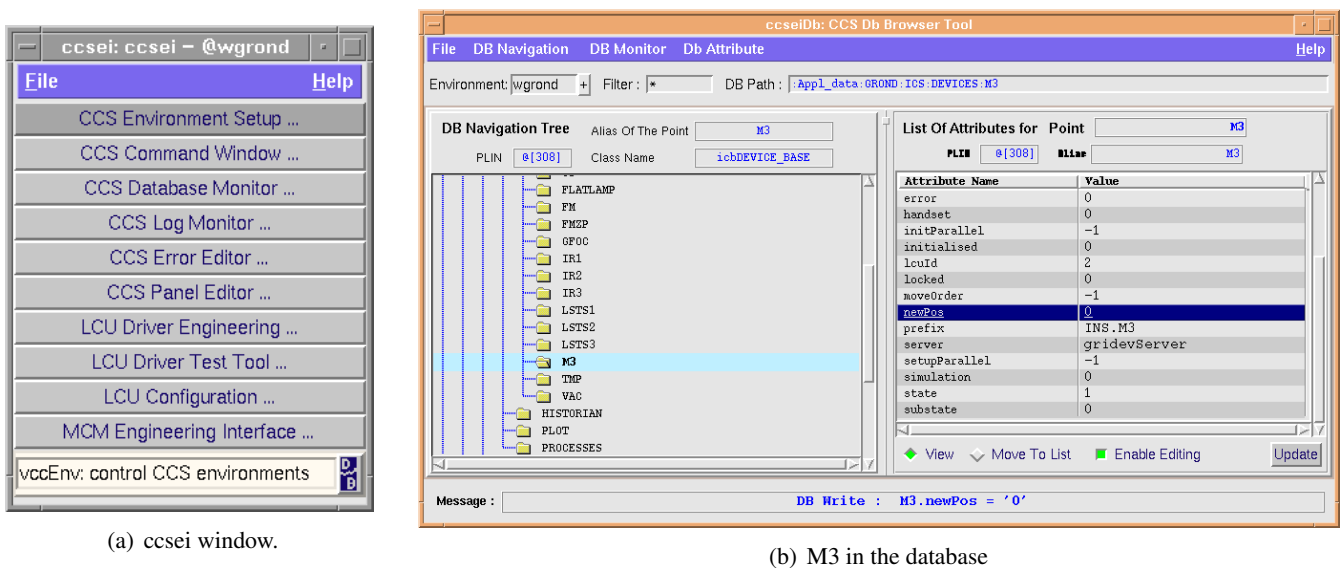 ccsei: ccsei – @wgrond
File Help
CCS Environment Setup ...
CCS Command Window ...
CCS Database Monitor ...
CCS Log Monitor ...
CCS Error Editor ...
CCS Panel Editor ...
LCU Driver Engineering ...
LCU Driver Test Tool ...
LCU Configuration ...
MCM Engineering Interface ...
vccEnv: control CCS environments
D B
(a) ccsei window.
ccseiDb: CCS Db Browser Tool
File DB Navigation DB Monitor Db Attribute Help
Environment: wgrond + Filter : * DB Path : :Appl_data:GROND:ICS:DEVICES:M3
DB Navigation Tree Alias Of The Point M3
PLIN @[308] Class Name icbDEVICE_BASE
FLATLAMP
FM
FMZP
GFOC
IR1
IR2
IR3
LSTS1
LSTS2
LSTS3
M3
TMP
VAC
HISTORIAN
PLOT
PROCESSES
List Of Attributes for Point M3
PLIN @[308] Alias M3
Attribute Name Value
error 0
handset 0
initParallel -1
initialised 0
lcuId 2
locked 0
moveOrder -1
newPos 0
prefix INS.M3
server gridevServer
setupParallel -1
simulation 0
state 1
substate 0
View Move To List Enable Editing Update
Message : DB Write : M3.newPos = '0'
(b) M3 in the database